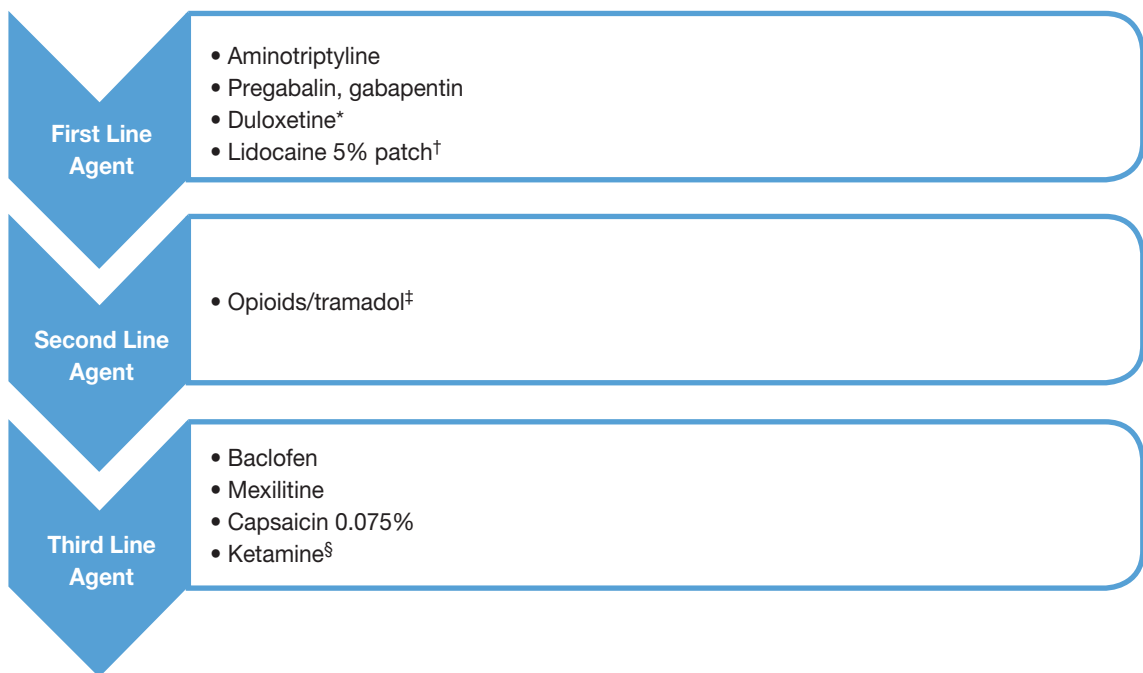 First Line
Agent
• Aminotriptyline
• Pregabalin, gabapentin
• Duloxetine*
• Lidocaine 5% patch†
Second Line
Agent
• Opioids/tramadol‡
Third Line
Agent
• Baclofen
• Mexilitine
• Capsaicin 0.075%
• Ketamine§